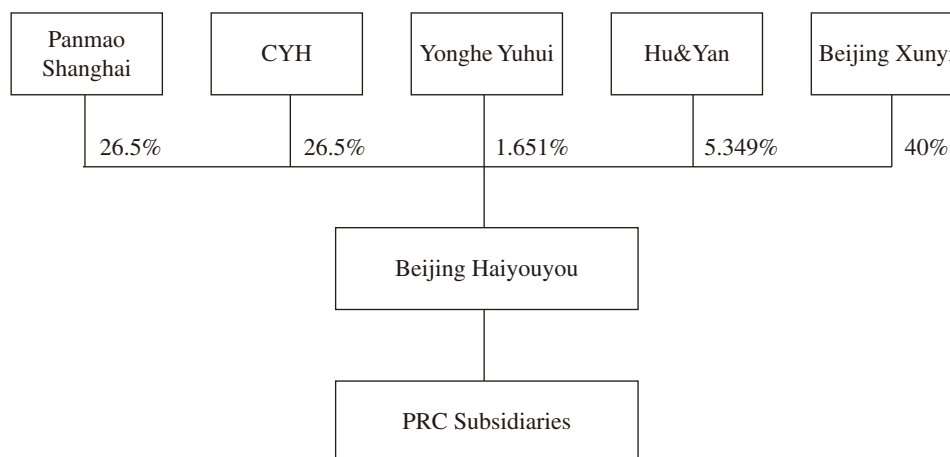 Panmao
Shanghai
CYH
Yonghe Yuhui
Hu&Yan
Beijing Xunyi
26.5%
26.5%
1.651%
5.349%
40%
Beijing Haiyouyou
PRC Subsidiaries